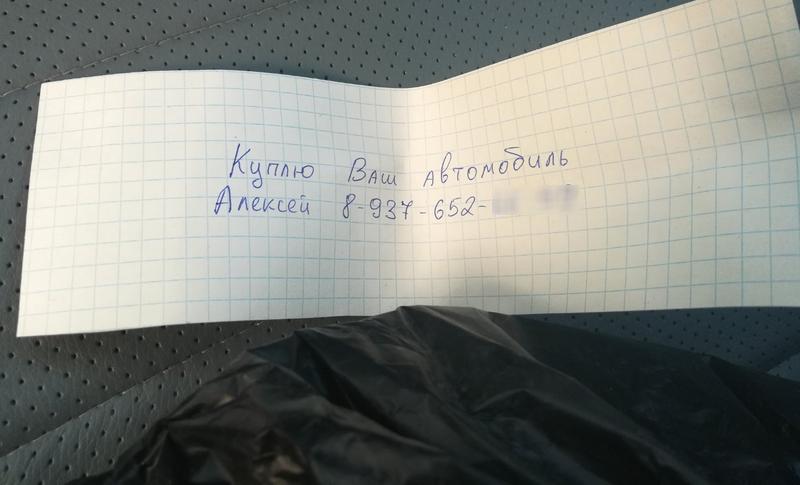 Куплю Ваш автомобиль
Алексей 8-937-652-